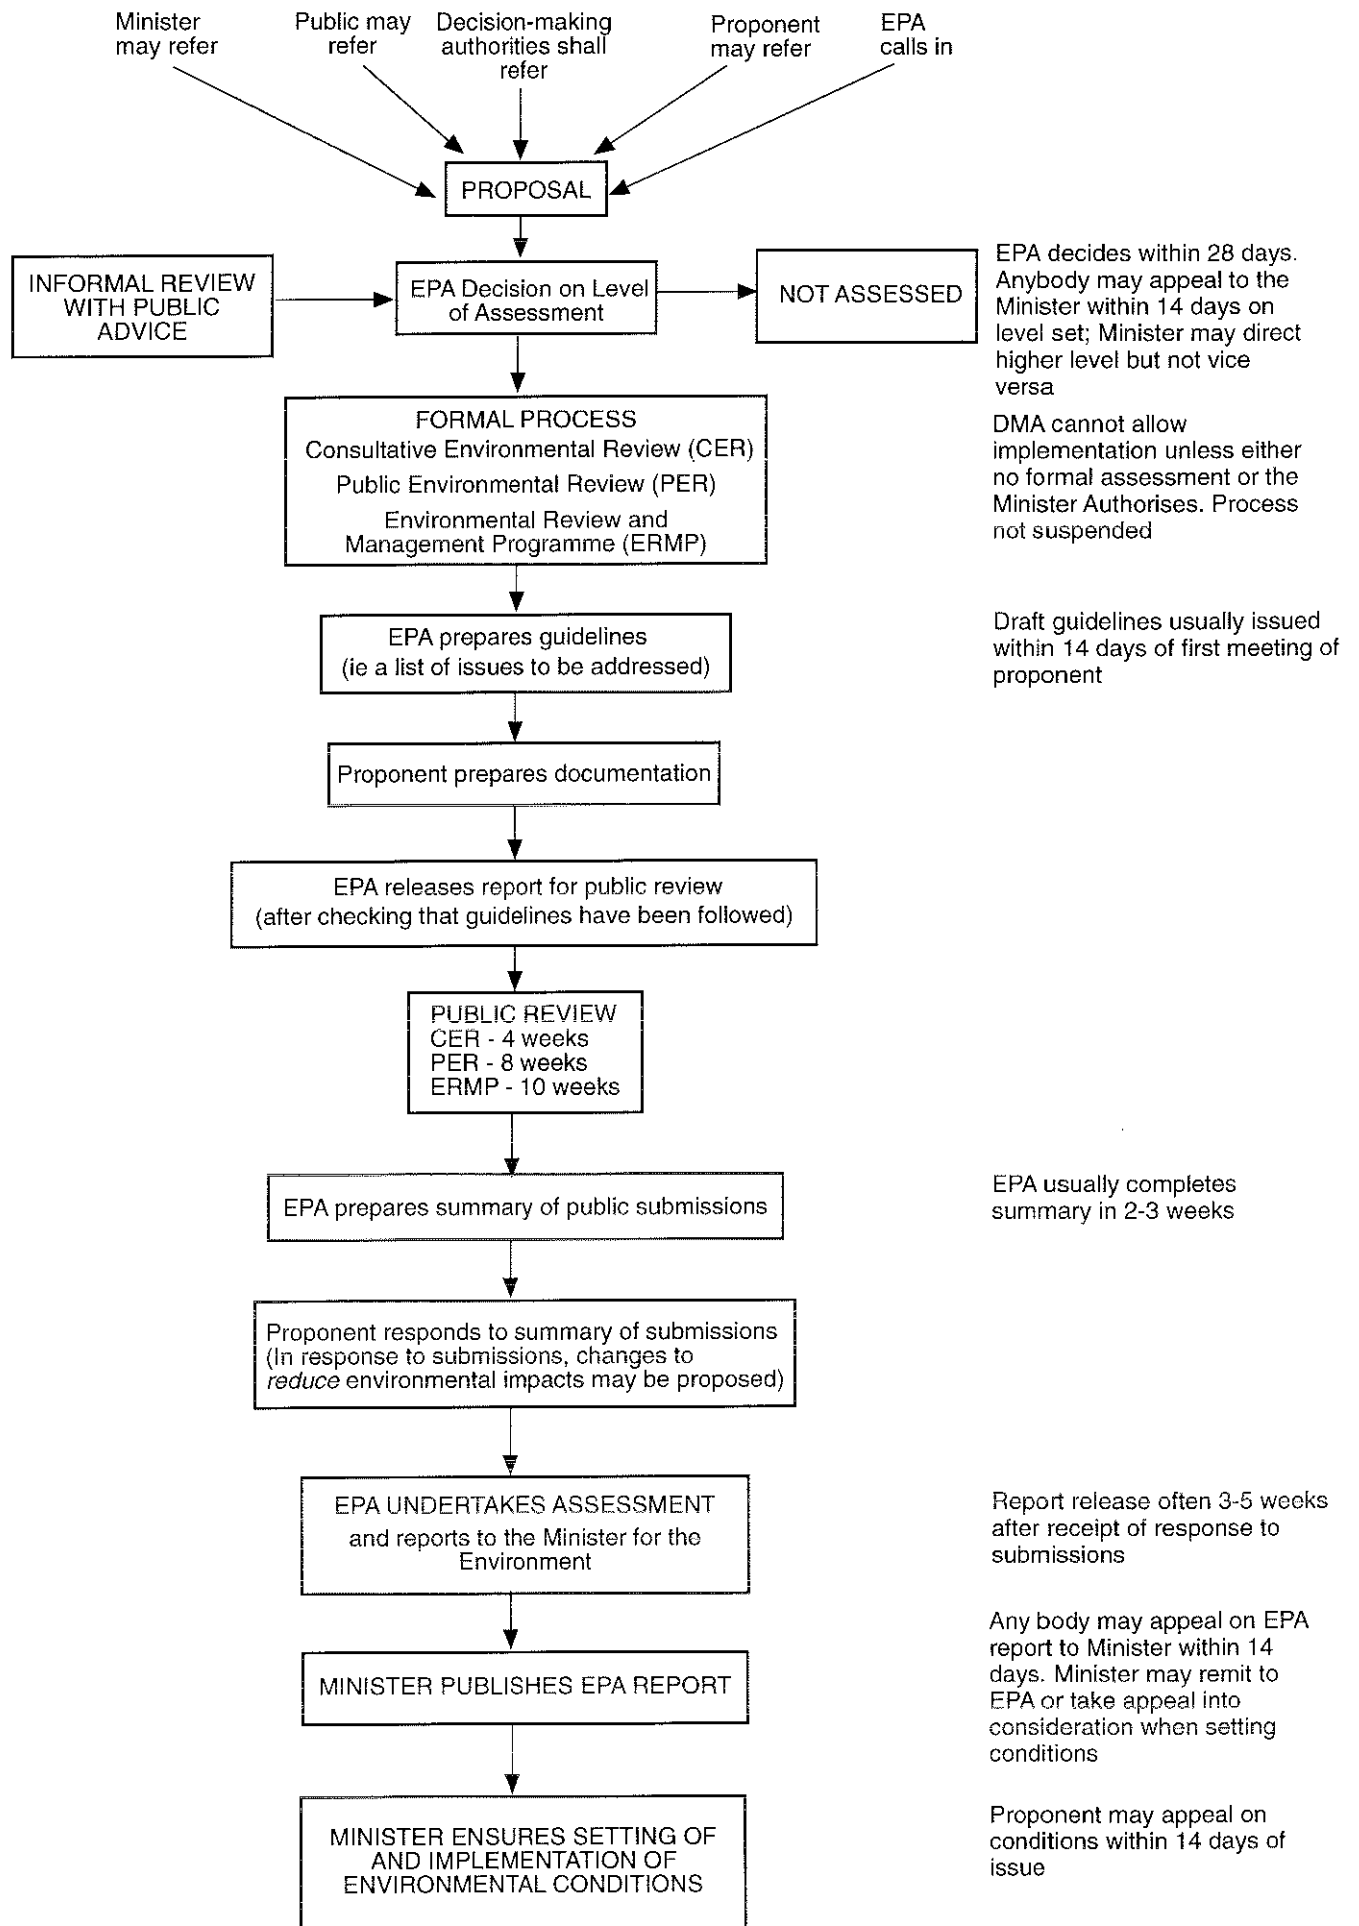 Minister
may refer
Public may
refer
Decision-making
authorities shall
refer
Proponent
may refer
EPA
calls in
PROPOSAL
INFORMAL REVIEW
WITH PUBLIC
ADVICE
EPA Decision on Level
of Assessment
NOT ASSESSED
EPA decides within 28 days.
Anybody may appeal to the
Minister within 14 days on
level set; Minister may direct
higher level but not vice
versa
FORMAL PROCESS
Consultative Environmental Review (CER)
Public Environmental Review (PER)
Environmental Review and
Management Programme (ERMP)
DMA cannot allow
implementation unless either
no formal assessment or the
Minister Authorises. Process
not suspended
EPA prepares guidelines
(ie a list of issues to be addressed)
Draft guidelines usually issued
within 14 days of first meeting of
proponent
Proponent prepares documentation
EPA releases report for public review
(after checking that guidelines have been followed)
PUBLIC REVIEW
CER - 4 weeks
PER - 8 weeks
ERMP - 10 weeks
EPA prepares summary of public submissions
EPA usually completes
summary in 2-3 weeks
Proponent responds to summary of submissions
(In response to submissions, changes to
reduce environmental impacts may be proposed)
EPA UNDERTAKES ASSESSMENT
and reports to the Minister for the
Environment
Report release often 3-5 weeks
after receipt of response to
submissions
MINISTER PUBLISHES EPA REPORT
Any body may appeal on EPA
report to Minister within 14
days. Minister may remit to
EPA or take appeal into
consideration when setting
conditions
MINISTER ENSURES SETTING OF
AND IMPLEMENTATION OF
ENVIRONMENTAL CONDITIONS
Proponent may appeal on
conditions within 14 days of
issue